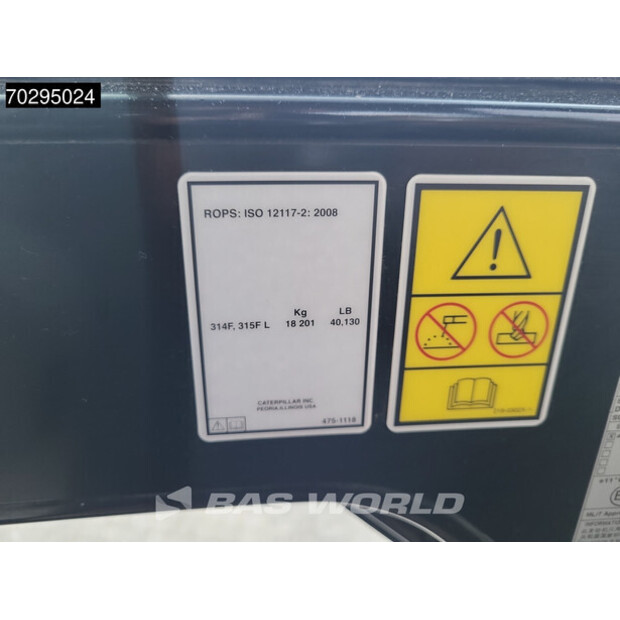 70295024
ROPS: ISO 12117-2: 2008
Kg LB
314F, 315F L 18 201 40,130
CATERPILLAR INC
PEORIA,ILLINOIS USA
475-1118
BAS WORLD